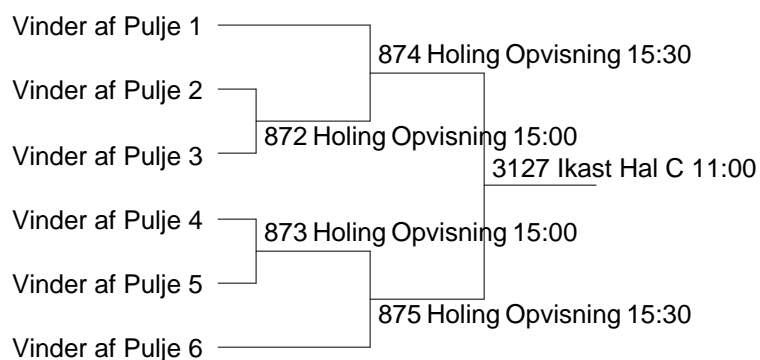 Vinder af Pulje 1
874 Holing Opvisning 15:30
Vinder af Pulje 2
872 Holing Opvisning 15:00
Vinder af Pulje 3
3127 Ikast Hal C 11:00
Vinder af Pulje 4
873 Holing Opvisning 15:00
Vinder af Pulje 5
875 Holing Opvisning 15:30
Vinder af Pulje 6